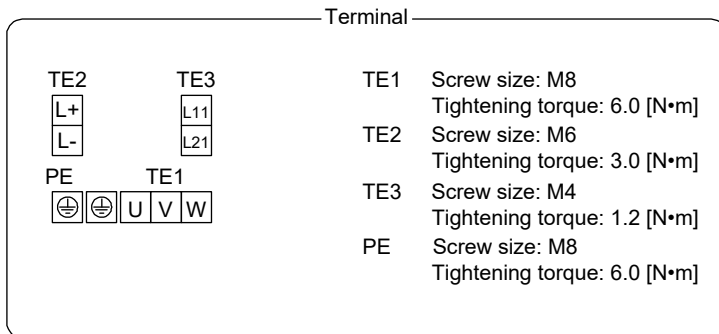 Terminal
TE2 TE3
L+ L11
L- L21
PE TE1
U V W
TE1 Screw size: M8
Tightening torque: 6.0 [N•m]
TE2 Screw size: M6
Tightening torque: 3.0 [N•m]
TE3 Screw size: M4
Tightening torque: 1.2 [N•m]
PE Screw size: M8
Tightening torque: 6.0 [N•m]